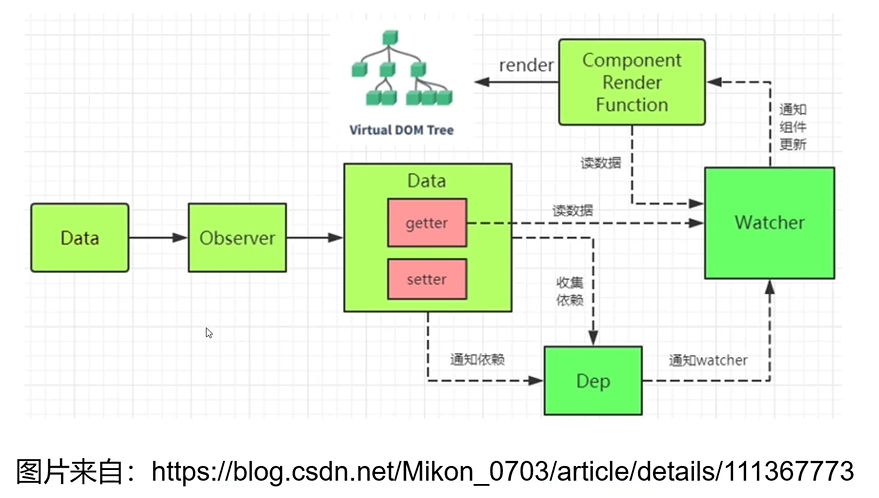 render
Component
Render
Function
Virtual DOM Tree
通知
组件
更新
读数据
Data
getter
读数据
Watcher
Data
Observer
setter
收集
依赖
通知依赖
Dep
通知watcher
图片来自：https://blog.csdn.net/Mikon_0703/article/details/111367773